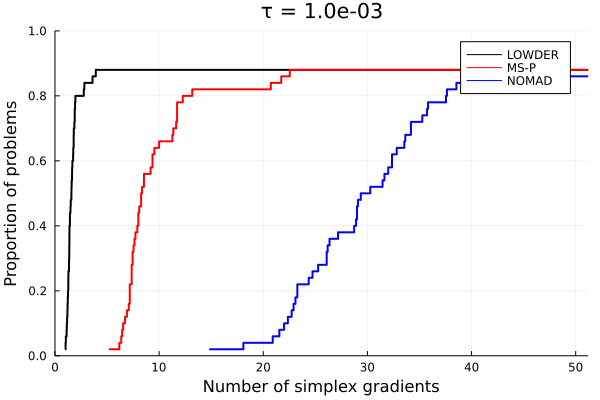 τ = 1.0e-03
LOWDER
MS-P
NOMAD
Proportion of problems
1.0
0.8
0.6
0.4
0.2
0.0
0 10 20 30 40 50
Number of simplex gradients